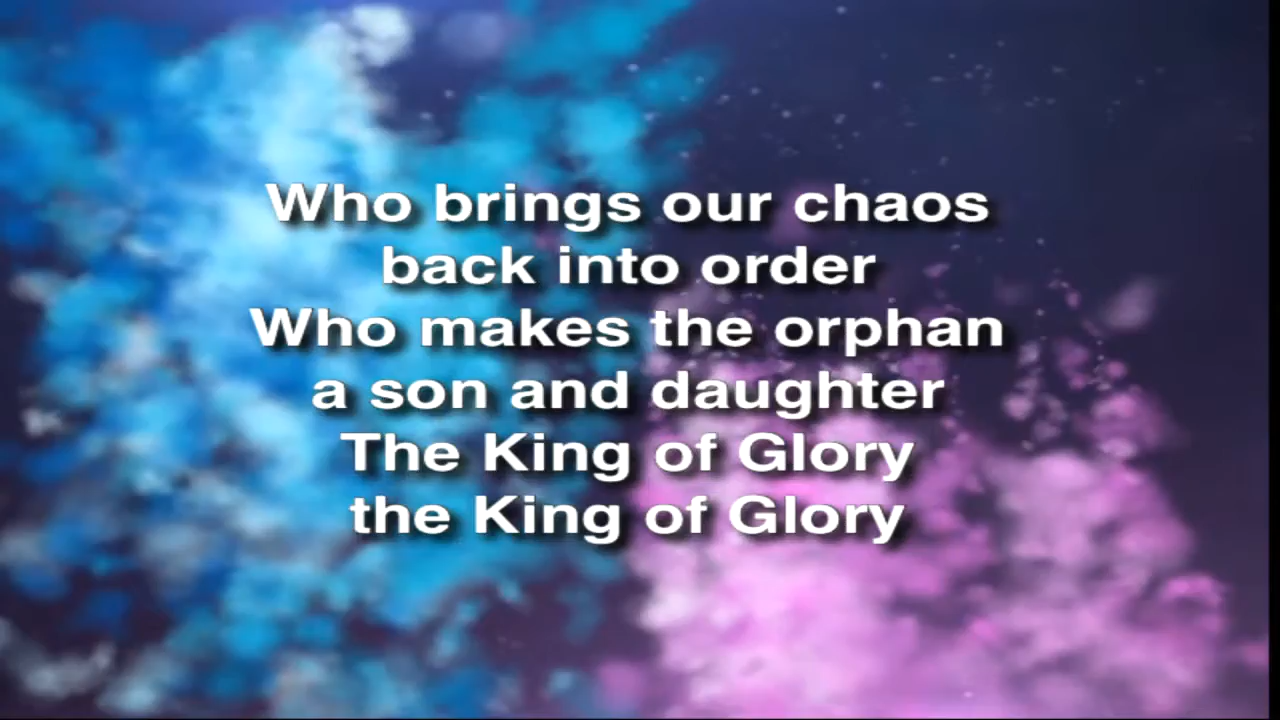 Who brings our chaos
back into order
Who makes the orphan
a son and daughter
The King of Glory
the King of Glory